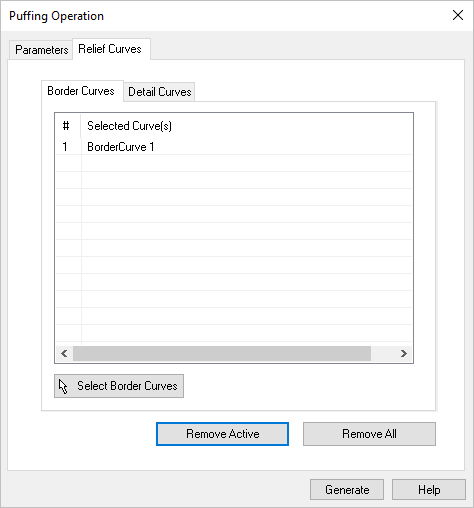 Puffing Operation
Parameters Relief Curves
Border Curves Detail Curves
# Selected Curve(s)
1 BorderCurve 1
Select Border Curves
Remove Active Remove All
Generate Help